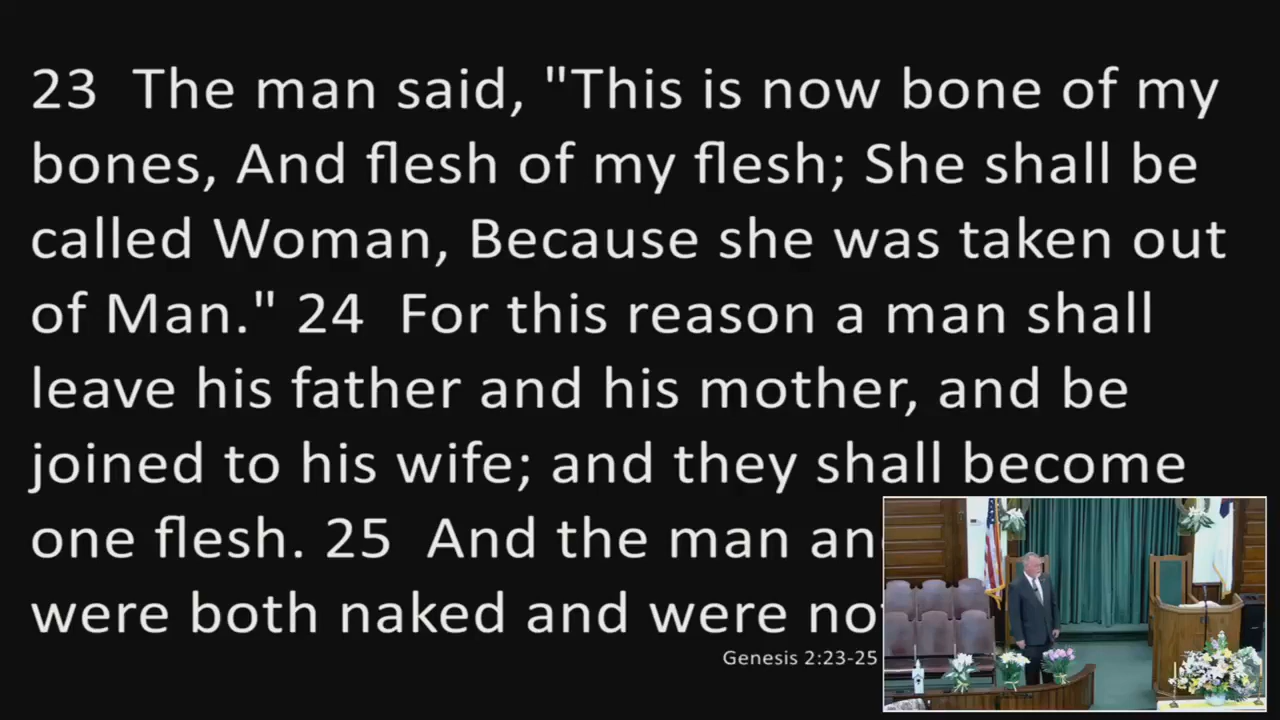 23 The man said, "This is now bone of my
bones, And flesh of my flesh; She shall be
called Woman, Because she was taken out
of Man." 24 For this reason a man shall
leave his father and his mother, and be
joined to his wife; and they shall become
one flesh. 25 And the man
were both naked and were
Genesis 2:23-25